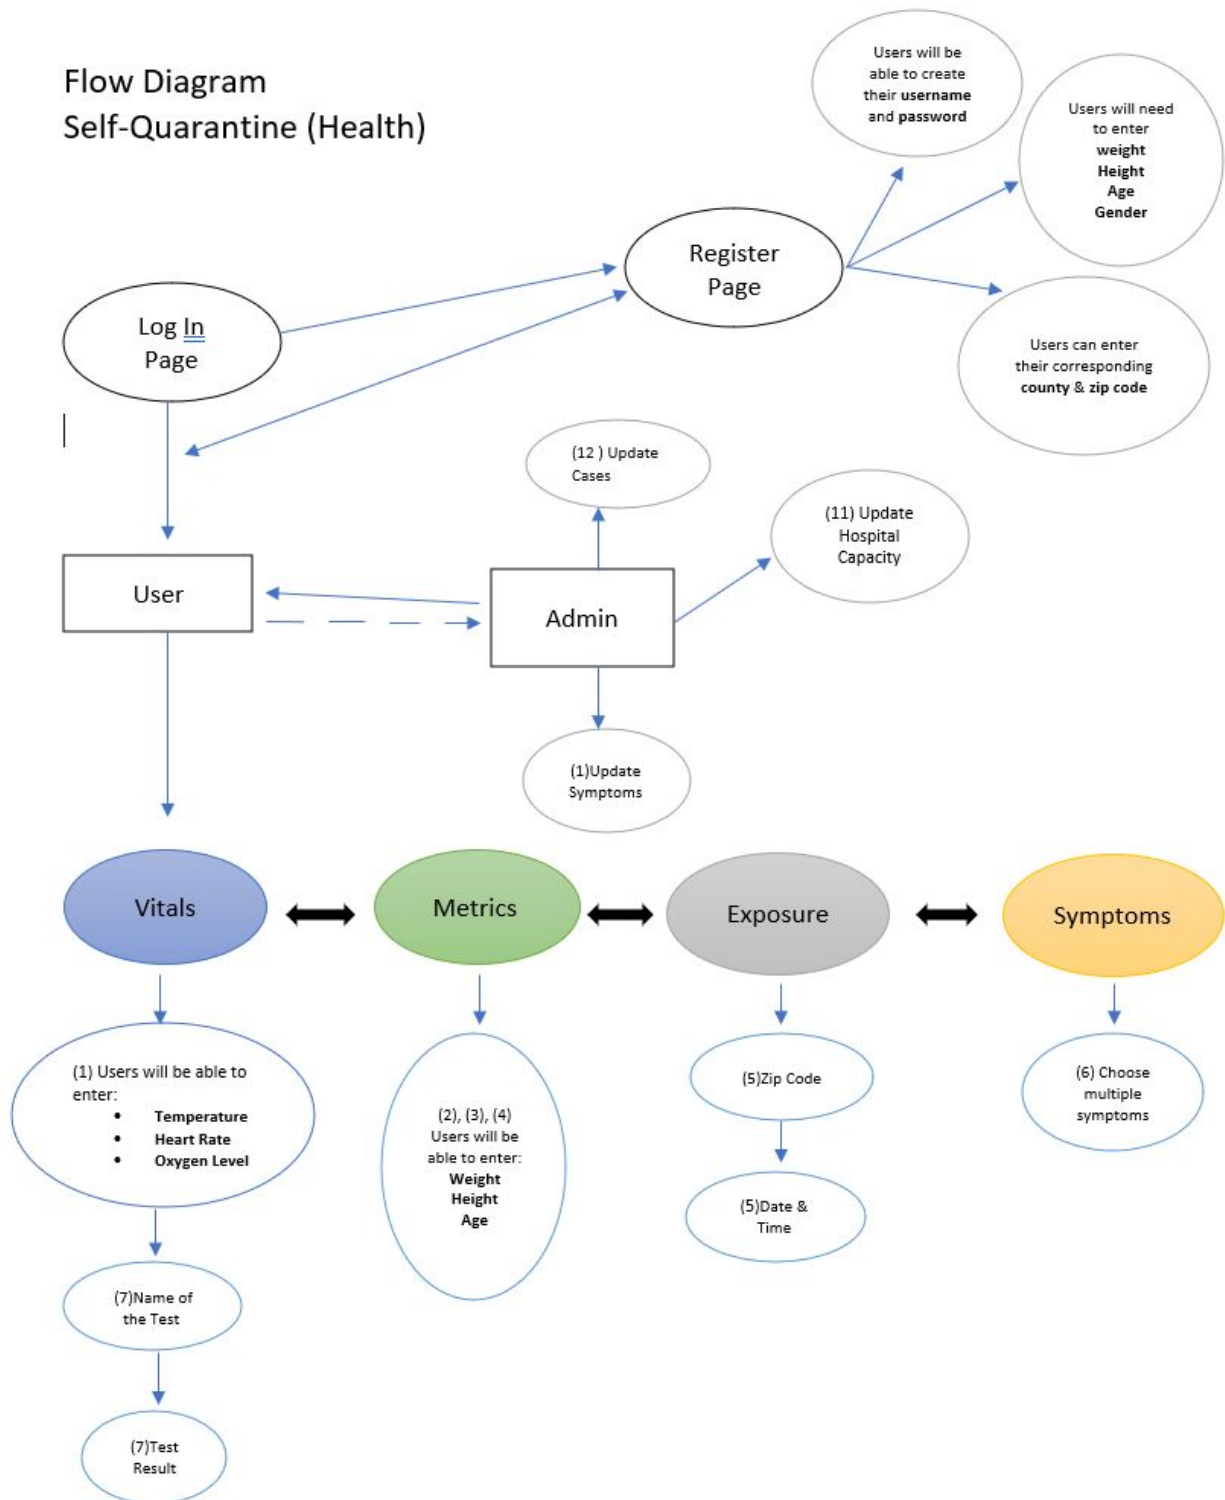 Flow Diagram
Self-Quarantine (Health)
Users will be
able to create
their username
and password
Users will need
to enter
weight
Height
Age
Gender
Register
Page
Log In
Page
Users can enter
their corresponding
county & zip code
(12 ) Update
Cases
(11) Update
Hospital
Capacity
User
Admin
(1)Update
Symptoms
Vitals
Metrics
Exposure
Symptoms
(1) Users will be able to
enter:
• Temperature
• Heart Rate
• Oxygen Level
(2), (3), (4)
Users will be
able to enter:
Weight
Height
Age
(5)Zip Code
(5)Date &
Time
(6) Choose
multiple
symptoms
(7)Name of
the Test
(7)Test
Result